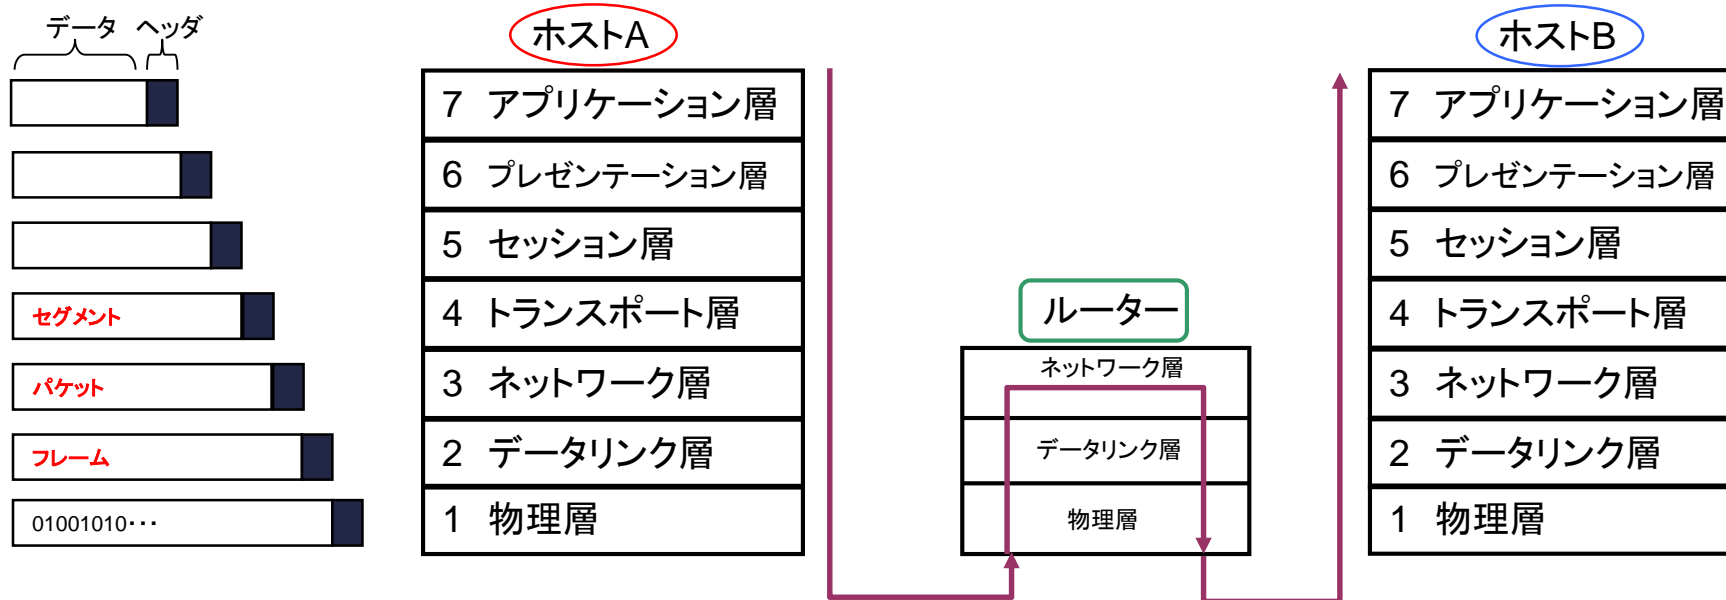 データ ヘッダ
セグメント
パケット
フレーム
01001010･･･
ホストA
7 アプリケーション層
6 プレゼンテーション層
5 セッション層
4 トランスポート層
3 ネットワーク層
2 データリンク層
1 物理層
ルーター
ネットワーク層
データリンク層
物理層
ホストB
7 アプリケーション層
6 プレゼンテーション層
5 セッション層
4 トランスポート層
3 ネットワーク層
2 データリンク層
1 物理層